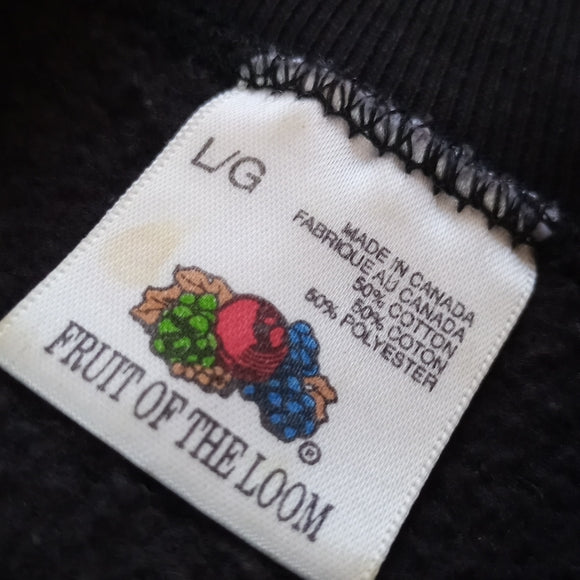 L/G
MADE IN CANADA
FABRIQUE AU CANADA
50% COTTON
50% COTON
50% POLYESTER
FRUIT OF THE LOOM
®